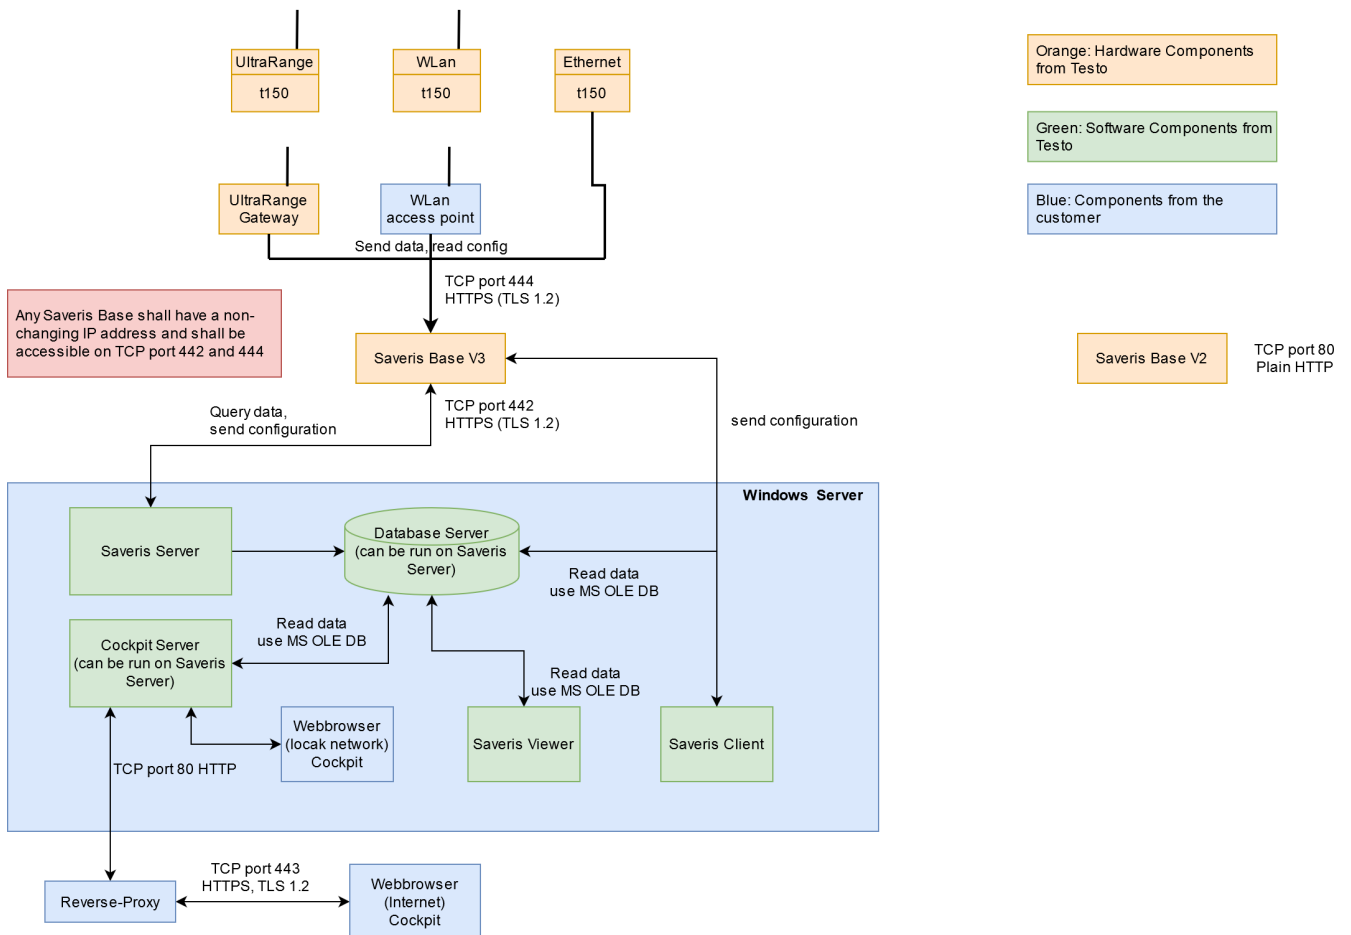 UltraRange
t150
WLan
t150
Ethernet
t150
Orange: Hardware Components
from Testo
Green: Software Components from
Testo
Blue: Components from the
customer
UltraRange
Gateway
WLan
access point
Send data, read config
TCP port 444
HTTPS (TLS 1.2)
Any Saveris Base shall have a non-
changing IP address and shall be
accessible on TCP port 442 and 444
Saveris Base V3
Saveris Base V2
TCP port 80
Plain HTTP
TCP port 442
HTTPS (TLS 1.2)
Query data,
send configuration
send configuration
Windows Server
Saveris Server
Database Server
(can be run on Saveris
Server)
Read data
use MS OLE DB
Read data
use MS OLE DB
Cockpit Server
(can be run on Saveris
Server)
Read data
use MS OLE DB
Webbrowser
(locak network)
Cockpit
Saveris Viewer
Saveris Client
TCP port 80 HTTP
TCP port 443
HTTPS, TLS 1.2
Reverse-Proxy
Webbrowser
(Internet)
Cockpit